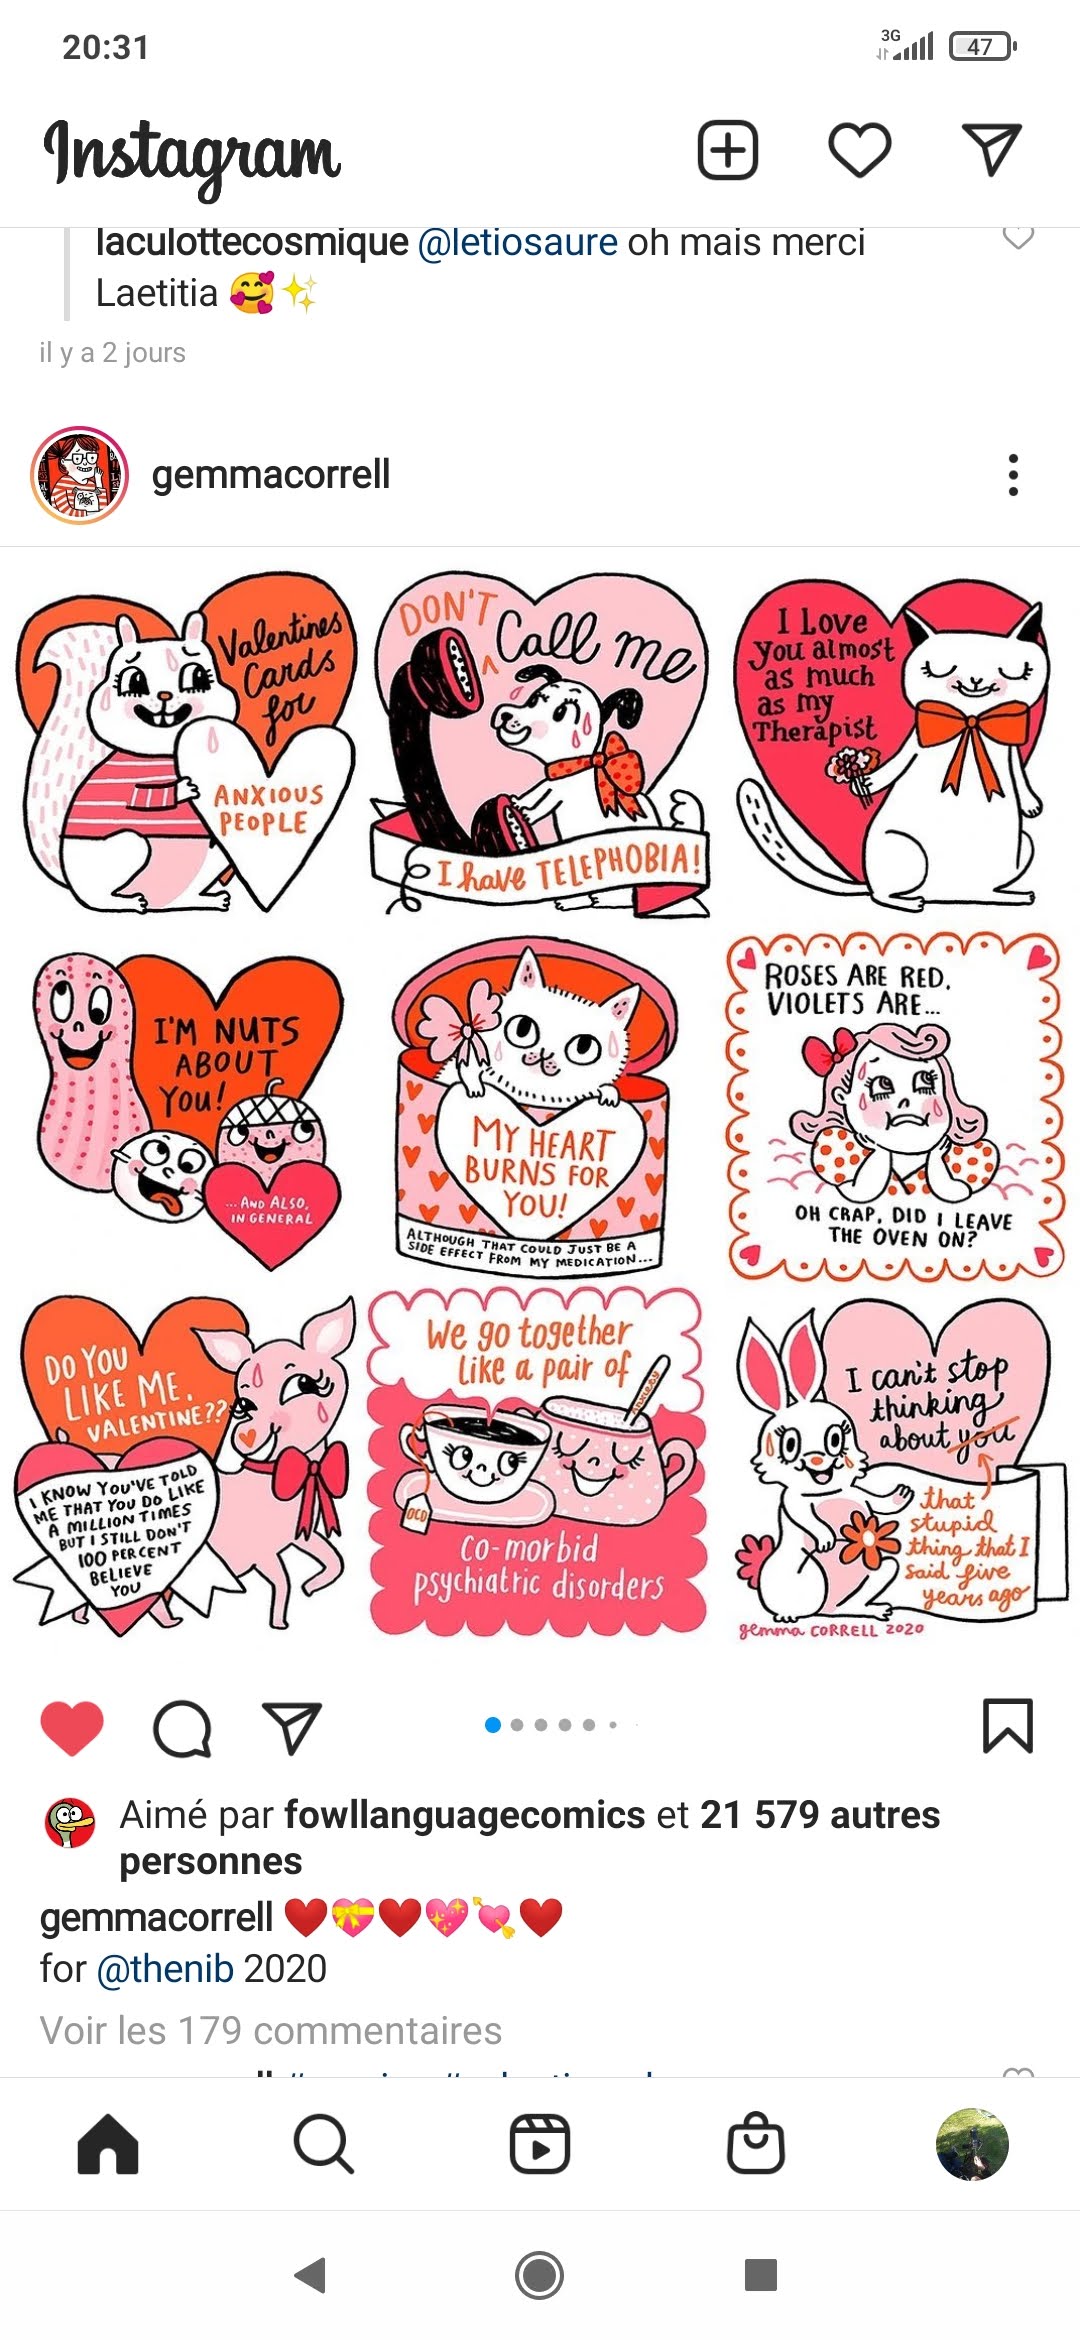 20:31
3G
47
Instagram
laculottecosmique @letiosaure oh mais merci
Laetitia 🥰✨
il y a 2 jours
gemmacorrell
Valentines
Cards
for
ANXIOUS
PEOPLE
DON'T
Call me
I have TELEPHOBIA!
I Love
You almost
as much
as my
Therapist
I'M NUTS
ABOUT
You!
...AND ALSO,
IN GENERAL
MY HEART
BURNS FOR
YOU!
ALTHOUGH THAT COULD JUST BE A
SIDE EFFECT FROM MY MEDICATION...
ROSES ARE RED,
VIOLETS ARE...
OH CRAP, DID I LEAVE
THE OVEN ON?
DO YOU
LIKE ME,
VALENTINE??
I KNOW YOU'VE TOLD
ME THAT YOU DO LIKE
A MILLION TIMES
BUT I STILL DON'T
100 PER CENT
BELIEVE
YOU
We go together
like a pair of
ANXIETY
OCD
co-morbid
psychiatric disorders
I can't stop
thinking
about you
that
stupid
thing that I
said five
years ago
gemma CORRELL 2020
Aimé par fowllanguagecomics et 21 579 autres
personnes
gemmacorrell ❤️💝❤️💖💘❤️
for @thenib 2020
Voir les 179 commentaires